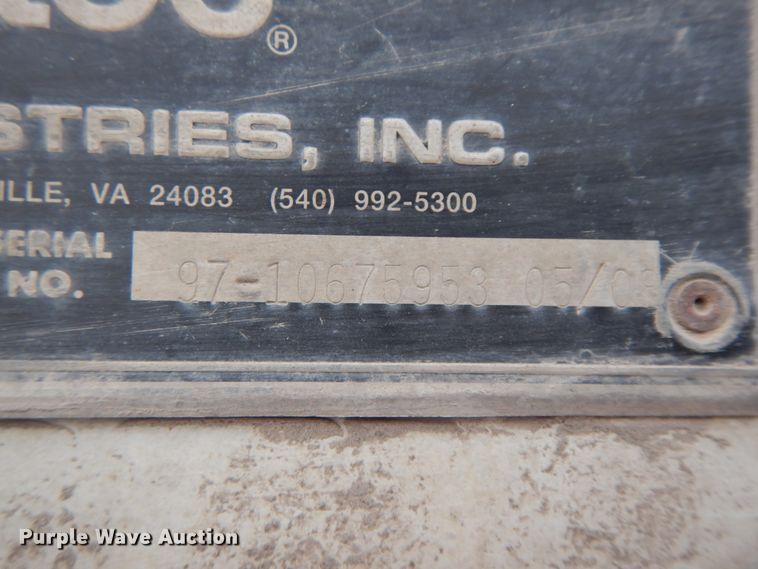 ®
STRIES, INC.
ILLE, VA 24083 (540) 992-5300
SERIAL
NO.
97-10675953 05/0
Purple Wave Auction